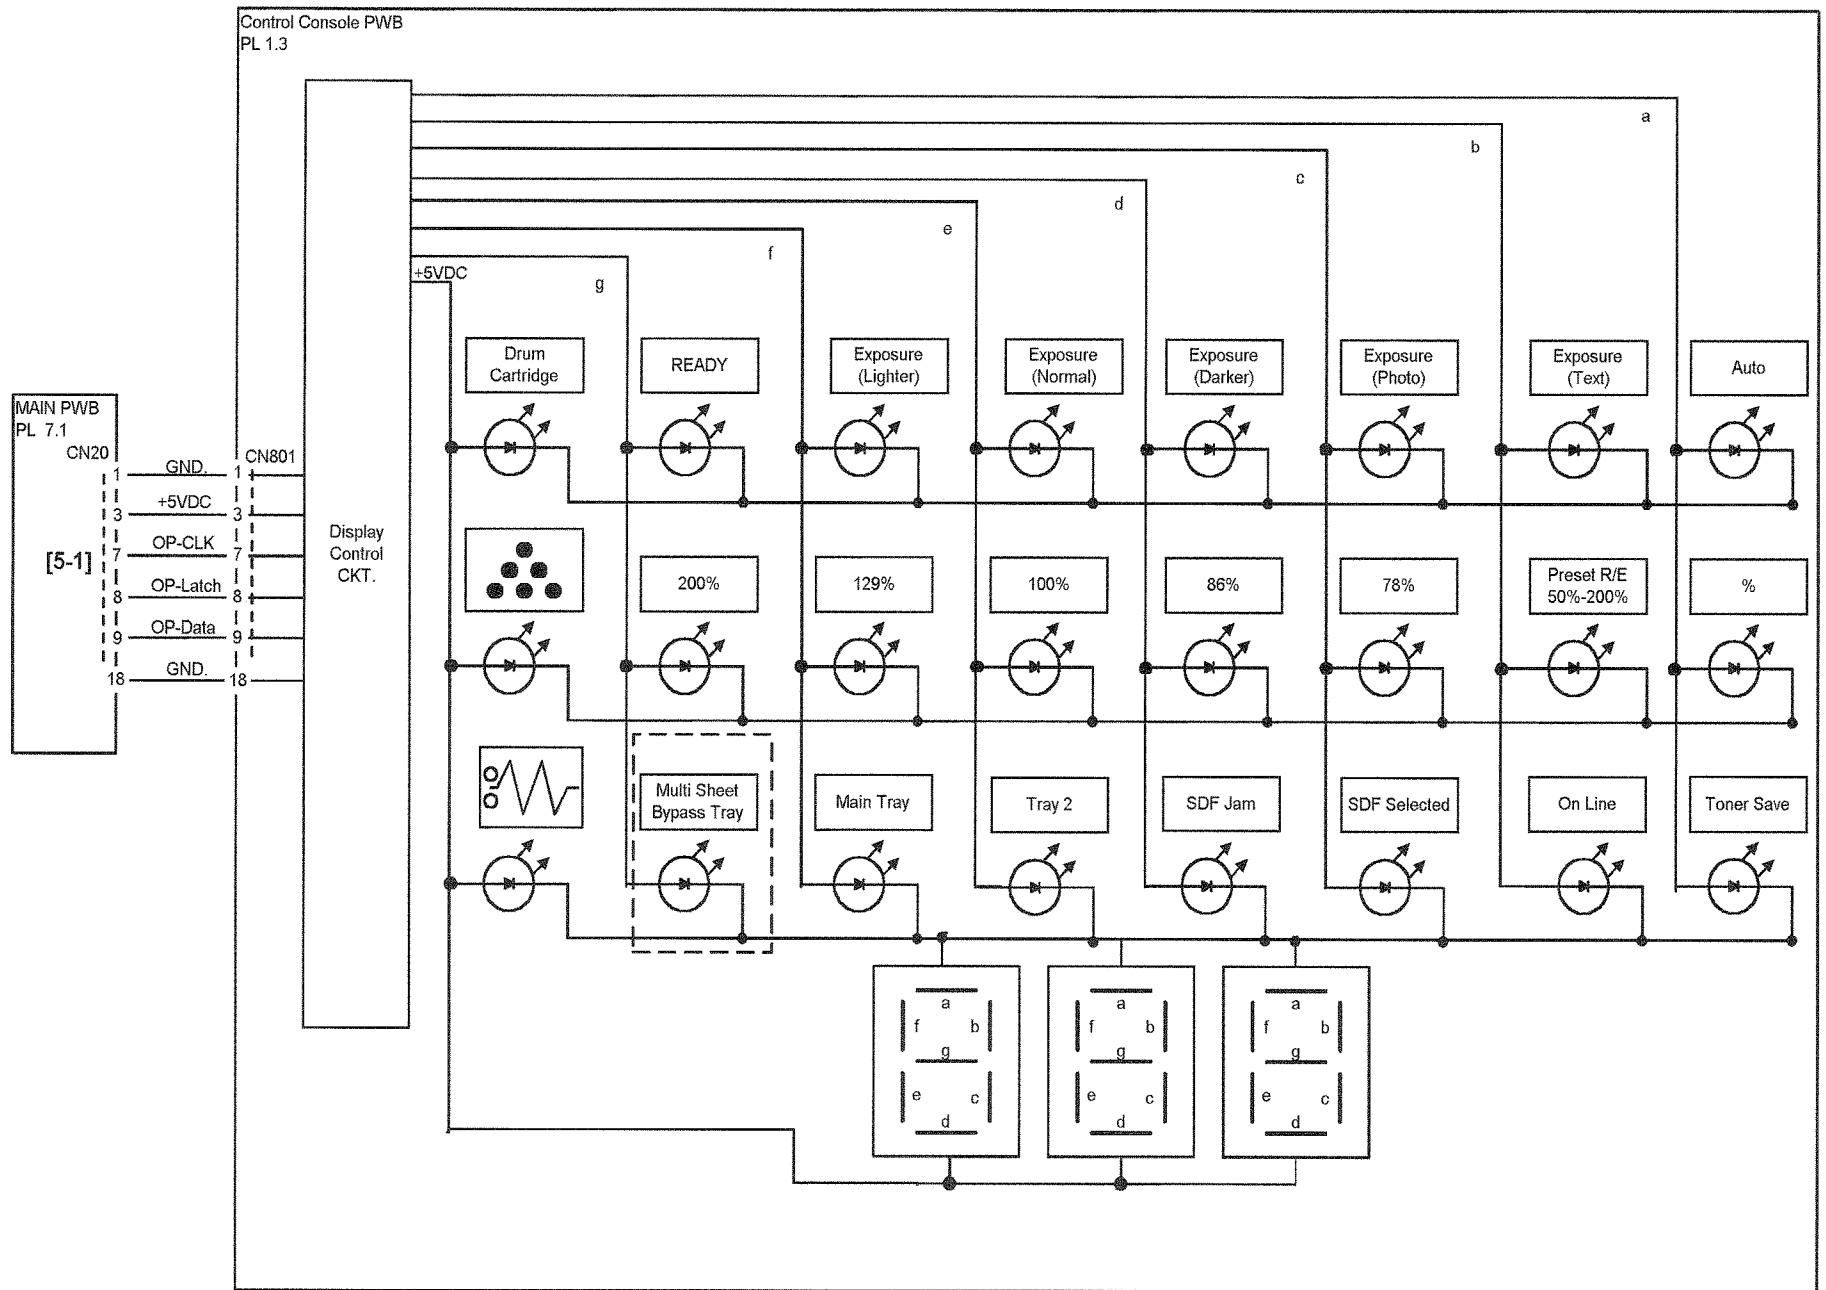 Control Console PWB
PL 1.3
a
b
c
d
e
f
+5VDC
g
Drum
Cartridge
READY
Exposure
(Lighter)
Exposure
(Normal)
Exposure
(Darker)
Exposure
(Photo)
Exposure
(Text)
Auto
MAIN PWB
PL 7.1
CN20
CN801
1 GND. 1
3 +5VDC 3
[5-1]
7 OP-CLK 7
8 OP-Latch 8
9 OP-Data 9
18 GND. 18
Display
Control
CKT.
200%
129%
100%
86%
78%
Preset R/E
50%-200%
%
Multi Sheet
Bypass Tray
Main Tray
Tray 2
SDF Jam
SDF Selected
On Line
Toner Save
a
f b
g
e c
d
a
f b
g
e c
d
a
f b
g
e c
d